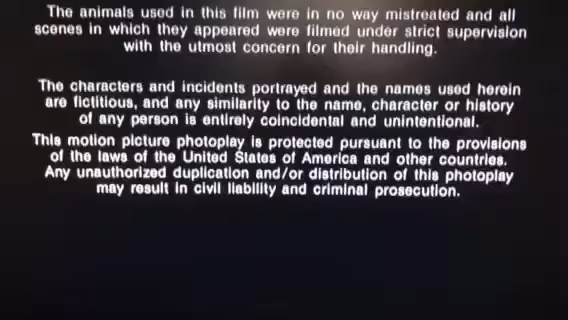 The animals used in this film were in no way mistreated and all
scenes in which they appeared were filmed under strict supervision
with the utmost concern for their handling.
The characters and incidents portrayed and the names used herein
are fictitious, and any similarity to the name, character or history
of any person is entirely coincidental and unintentional.
This motion picture photoplay is protected pursuant to the provisions
of the laws of the United States of America and other countries.
Any unauthorized duplication and/or distribution of this photoplay
may result in civil liability and criminal prosecution.